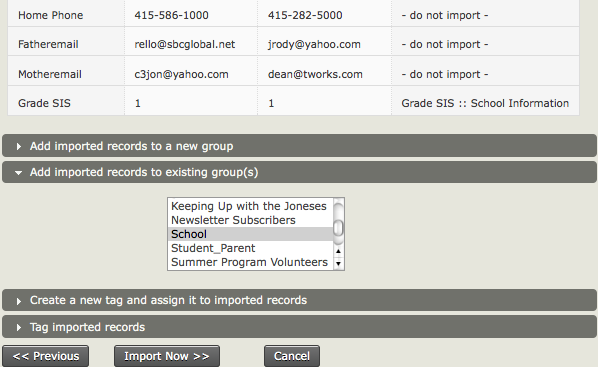 Home Phone 415-586-1000 415-282-5000 - do not import -
Fatheremail rello@sbcglobal.net jrody@yahoo.com - do not import -
Motheremail c3jon@yahoo.com dean@tworks.com - do not import -
Grade SIS 1 1 Grade SIS :: School Information
Add imported records to a new group
Add imported records to existing group(s)
Keeping Up with the Joneses
Newsletter Subscribers
School
Student_Parent
Summer Program Volunteers
Create a new tag and assign it to imported records
Tag imported records
<< Previous Import Now >> Cancel